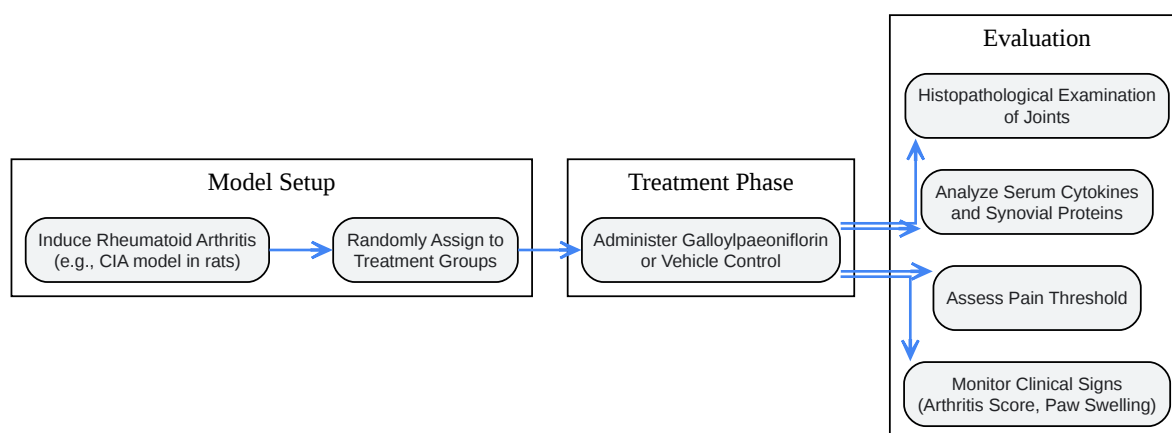 Model Setup
Induce Rheumatoid Arthritis
(e.g., CIA model in rats)
Randomly Assign to
Treatment Groups
Treatment Phase
Administer Galloylpaeoniflorin
or Vehicle Control
Evaluation
Histopathological Examination
of Joints
Analyze Serum Cytokines
and Synovial Proteins
Assess Pain Threshold
Monitor Clinical Signs
(Arthritis Score, Paw Swelling)